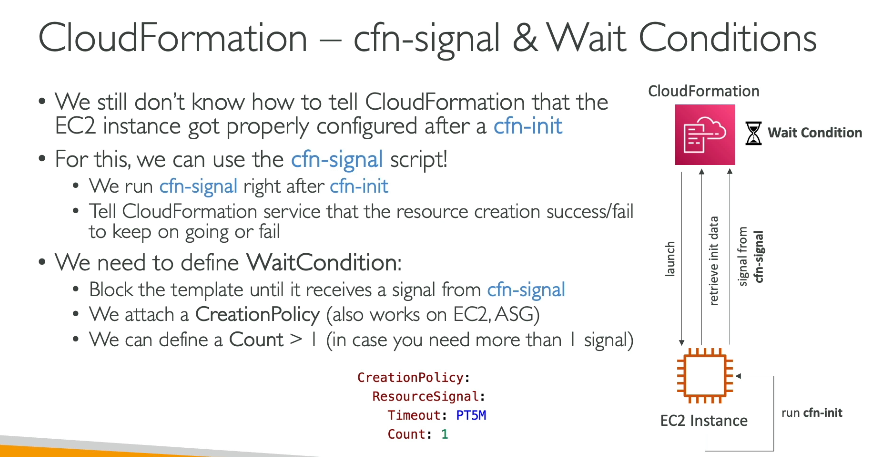 CloudFormation – cfn-signal & Wait Conditions
• We still don't know how to tell CloudFormation that the
EC2 instance got properly configured after a cfn-init
• For this, we can use the cfn-signal script!
• We run cfn-signal right after cfn-init
• Tell CloudFormation service that the resource creation success/fail
to keep on going or fail
• We need to define WaitCondition:
• Block the template until it receives a signal from cfn-signal
• We attach a CreationPolicy (also works on EC2, ASG)
• We can define a Count > 1 (in case you need more than 1 signal)
CreationPolicy:
ResourceSignal:
Timeout: PT5M
Count: 1
CloudFormation
Wait Condition
launch
retrieve init data
signal from
cfn-signal
EC2 Instance
run cfn-init